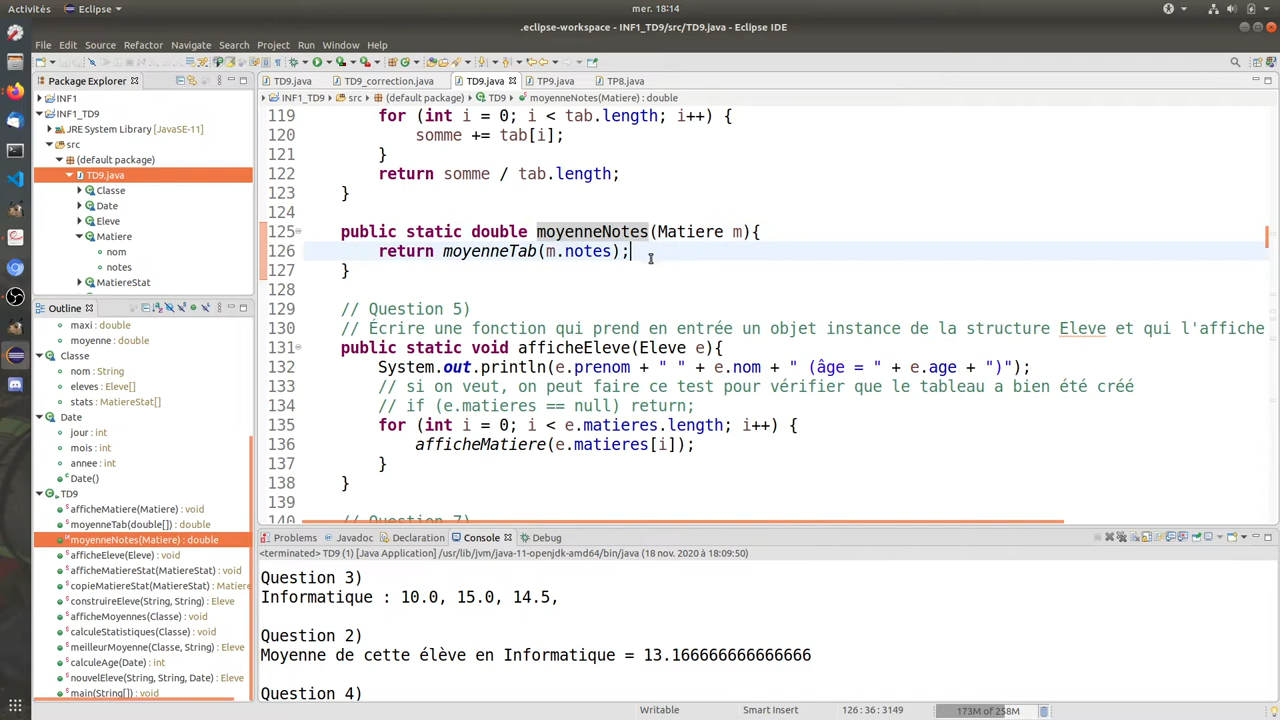 Activités Eclipse mer. 18:14
.eclipse-workspace - INF1_TD9/src/TD9.java - Eclipse IDE
File Edit Source Refactor Navigate Search Project Run Window Help
Package Explorer
INF1
INF1_TD9
JRE System Library [JavaSE-11]
src
(default package)
TD9.java
Classe
Date
Eleve
Matiere
nom
notes
MatiereStat
Outline
maxi : double
moyenne : double
Classe
nom : String
eleves : Eleve[]
stats : MatiereStat[]
Date
jour : int
mois : int
annee : int
Date()
TD9
afficheMatiere(Matiere) : void
moyenneTab(double[]) : double
moyenneNotes(Matiere) : double
afficheEleve(Eleve) : void
afficheMatiereStat(MatiereStat) : void
copieMatiereStat(MatiereStat) : Matiere
construireEleve(String, String) : Eleve
afficheMoyennes(Classe) : void
calculeStatistiques(Classe) : void
meilleurMoyenne(Classe, String) : Eleve
calculeAge(Date) : int
nouvelEleve(String, String, Date) : Eleve
main(String[]) : void
TD9.java TD9_correction.java TD9.java TP9.java TP8.java
INF1_TD9 src (default package) TD9 moyenneNotes(Matiere) : double
119 for (int i = 0; i < tab.length; i++) {
120 somme += tab[i];
121 }
122 return somme / tab.length;
123 }
124
125 public static double moyenneNotes(Matiere m){
126 return moyenneTab(m.notes);
127 }
128
129 // Question 5)
130 // Écrire une fonction qui prend en entrée un objet instance de la structure Eleve et qui l'affiche
131 public static void afficheEleve(Eleve e){
132 System.out.println(e.prenom + " " + e.nom + " (âge = " + e.age + ")");
133 // si on veut, on peut faire ce test pour vérifier que le tableau a bien été créé
134 // if (e.matieres == null) return;
135 for (int i = 0; i < e.matieres.length; i++) {
136 afficheMatiere(e.matieres[i]);
137 }
138 }
139
140 // Question 7)
Problems Javadoc Declaration Console Debug
<terminated> TD9 (1) [Java Application] /usr/lib/jvm/java-11-openjdk-amd64/bin/java (18 nov. 2020 à 18:09:50)
Question 3)
Informatique : 10.0, 15.0, 14.5,
Question 2)
Moyenne de cette élève en Informatique = 13.166666666666666
Question 4)
Writable Smart Insert 126 : 36 : 3149 173M of 258M